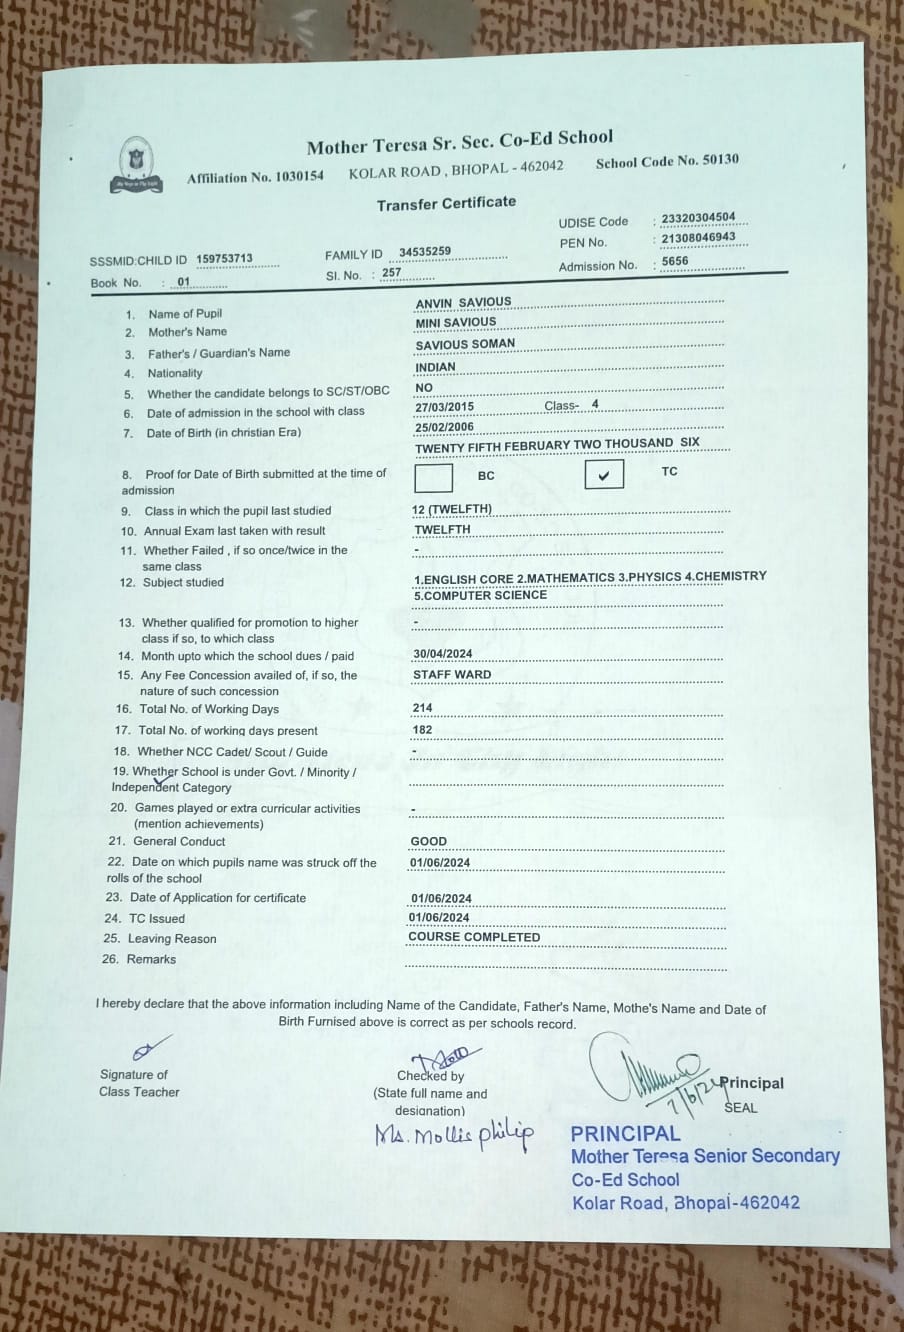 Mother Teresa Sr. Sec. Co-Ed School
Affiliation No. 1030154 KOLAR ROAD , BHOPAL - 462042 School Code No. 50130
Transfer Certificate
UDISE Code : 23320304504
PEN No. : 21308046943
SSSMID:CHILD ID 159753713 FAMILY ID 34535259
Admission No. : 5656
Book No. : 01 SI. No. : 257
1. Name of Pupil ANVIN SAVIOUS
2. Mother's Name MINI SAVIOUS
3. Father's / Guardian's Name SAVIOUS SOMAN
4. Nationality INDIAN
5. Whether the candidate belongs to SC/ST/OBC NO
6. Date of admission in the school with class 27/03/2015 Class- 4
7. Date of Birth (in christian Era) 25/02/2006
TWENTY FIFTH FEBRUARY TWO THOUSAND SIX
8. Proof for Date of Birth submitted at the time of BC ✓ TC
admission
9. Class in which the pupil last studied 12 (TWELFTH)
10. Annual Exam last taken with result TWELFTH
11. Whether Failed , if so once/twice in the -
same class
12. Subject studied 1.ENGLISH CORE 2.MATHEMATICS 3.PHYSICS 4.CHEMISTRY
5.COMPUTER SCIENCE
13. Whether qualified for promotion to higher -
class if so, to which class
14. Month upto which the school dues / paid 30/04/2024
15. Any Fee Concession availed of, if so, the STAFF WARD
nature of such concession
16. Total No. of Working Days 214
17. Total No. of working days present 182
18. Whether NCC Cadet/ Scout / Guide -
19. Whether School is under Govt. / Minority /
Independent Category
20. Games played or extra curricular activities -
(mention achievements)
21. General Conduct GOOD
22. Date on which pupils name was struck off the 01/06/2024
rolls of the school
23. Date of Application for certificate 01/06/2024
24. TC Issued 01/06/2024
25. Leaving Reason COURSE COMPLETED
26. Remarks
I hereby declare that the above information including Name of the Candidate, Father's Name, Mothe's Name and Date of
Birth Furnised above is correct as per schools record.
Signature of Checked by Principal
Class Teacher (State full name and 7/6/24 SEAL
designation)
Ms. Mollis Philip
PRINCIPAL
Mother Teresa Senior Secondary
Co-Ed School
Kolar Road, Bhopal-462042